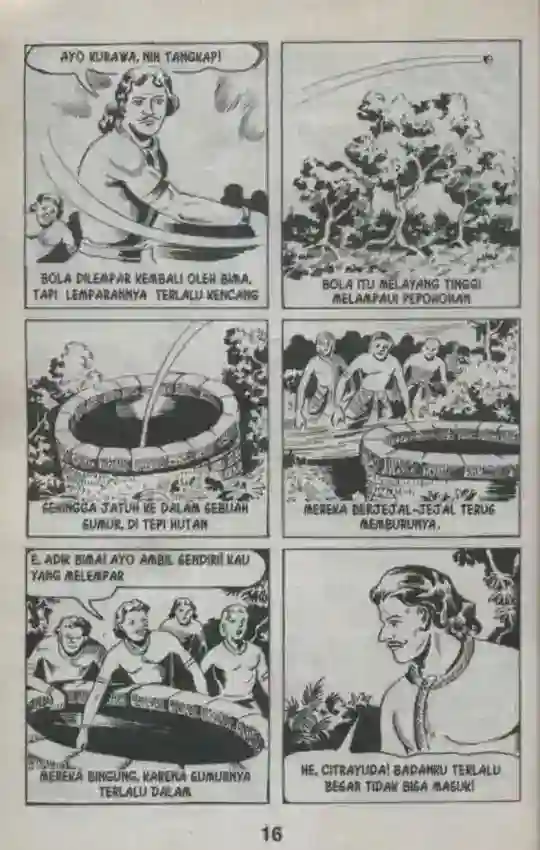 AYO KURAWA, NIH TANGKAP!
BOLA DILEMPAR KEMBALI OLEH BIMA,
TAPI LEMPARANNYA TERLALU KENCANG
BOLA ITU MELAYANG TINGGI
MELAMPAUI PEPOHONAN
SEHINGGA JATUH KE DALAM SEBUAH
SUMUR, DI TEPI HUTAN
MEREKA BERJEJAL-JEJAL TERUS
MEMBURUNYA.
E, ADIK BIMA! AYO AMBIL SENDIRI! KAU
YANG MELEMPAR
MEREKA BINGUNG, KARENA SUMURNYA
TERLALU DALAM
HE, CITRAYUDA! BADANKU TERLALU
BESAR TIDAK BISA MASUK!
16